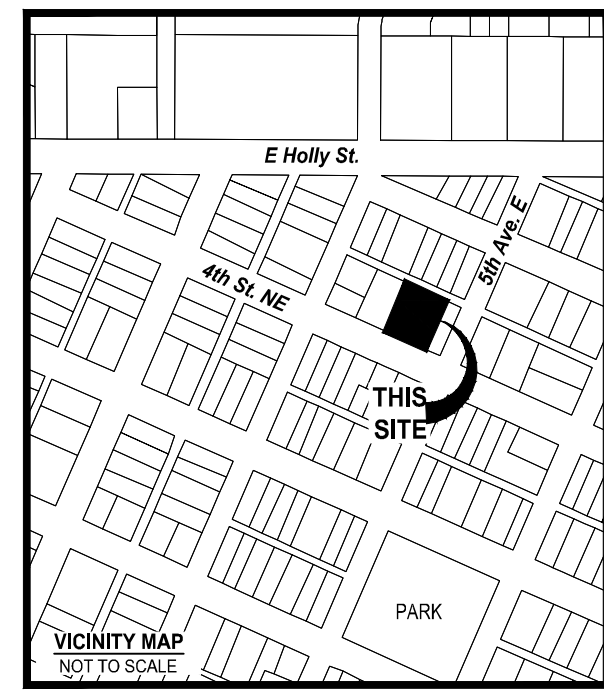 E Holly St.
5th Ave. E
4th St. NE
THIS
SITE
PARK
VICINITY MAP
NOT TO SCALE